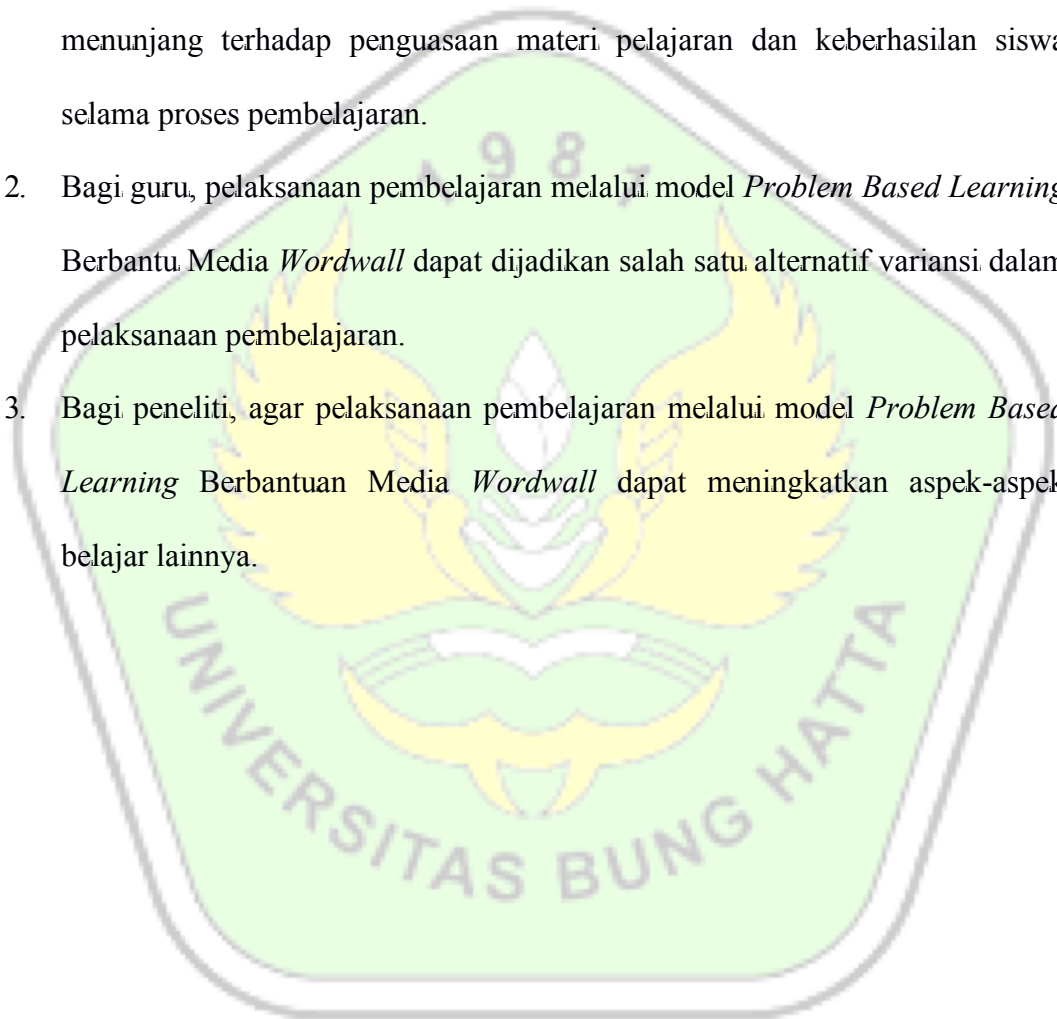 menunjang terhadap penguasaan materi pelajaran dan keberhasilan siswa
selama proses pembelajaran.
2. Bagi guru, pelaksanaan pembelajaran melalui model Problem Based Learning
Berbantu Media Wordwall dapat dijadikan salah satu alternatif variansi dalam
pelaksanaan pembelajaran.
3. Bagi peneliti, agar pelaksanaan pembelajaran melalui model Problem Based
Learning Berbantuan Media Wordwall dapat meningkatkan aspek-aspek
belajar lainnya.
1981
UNIVERSITAS BUNG HATTA